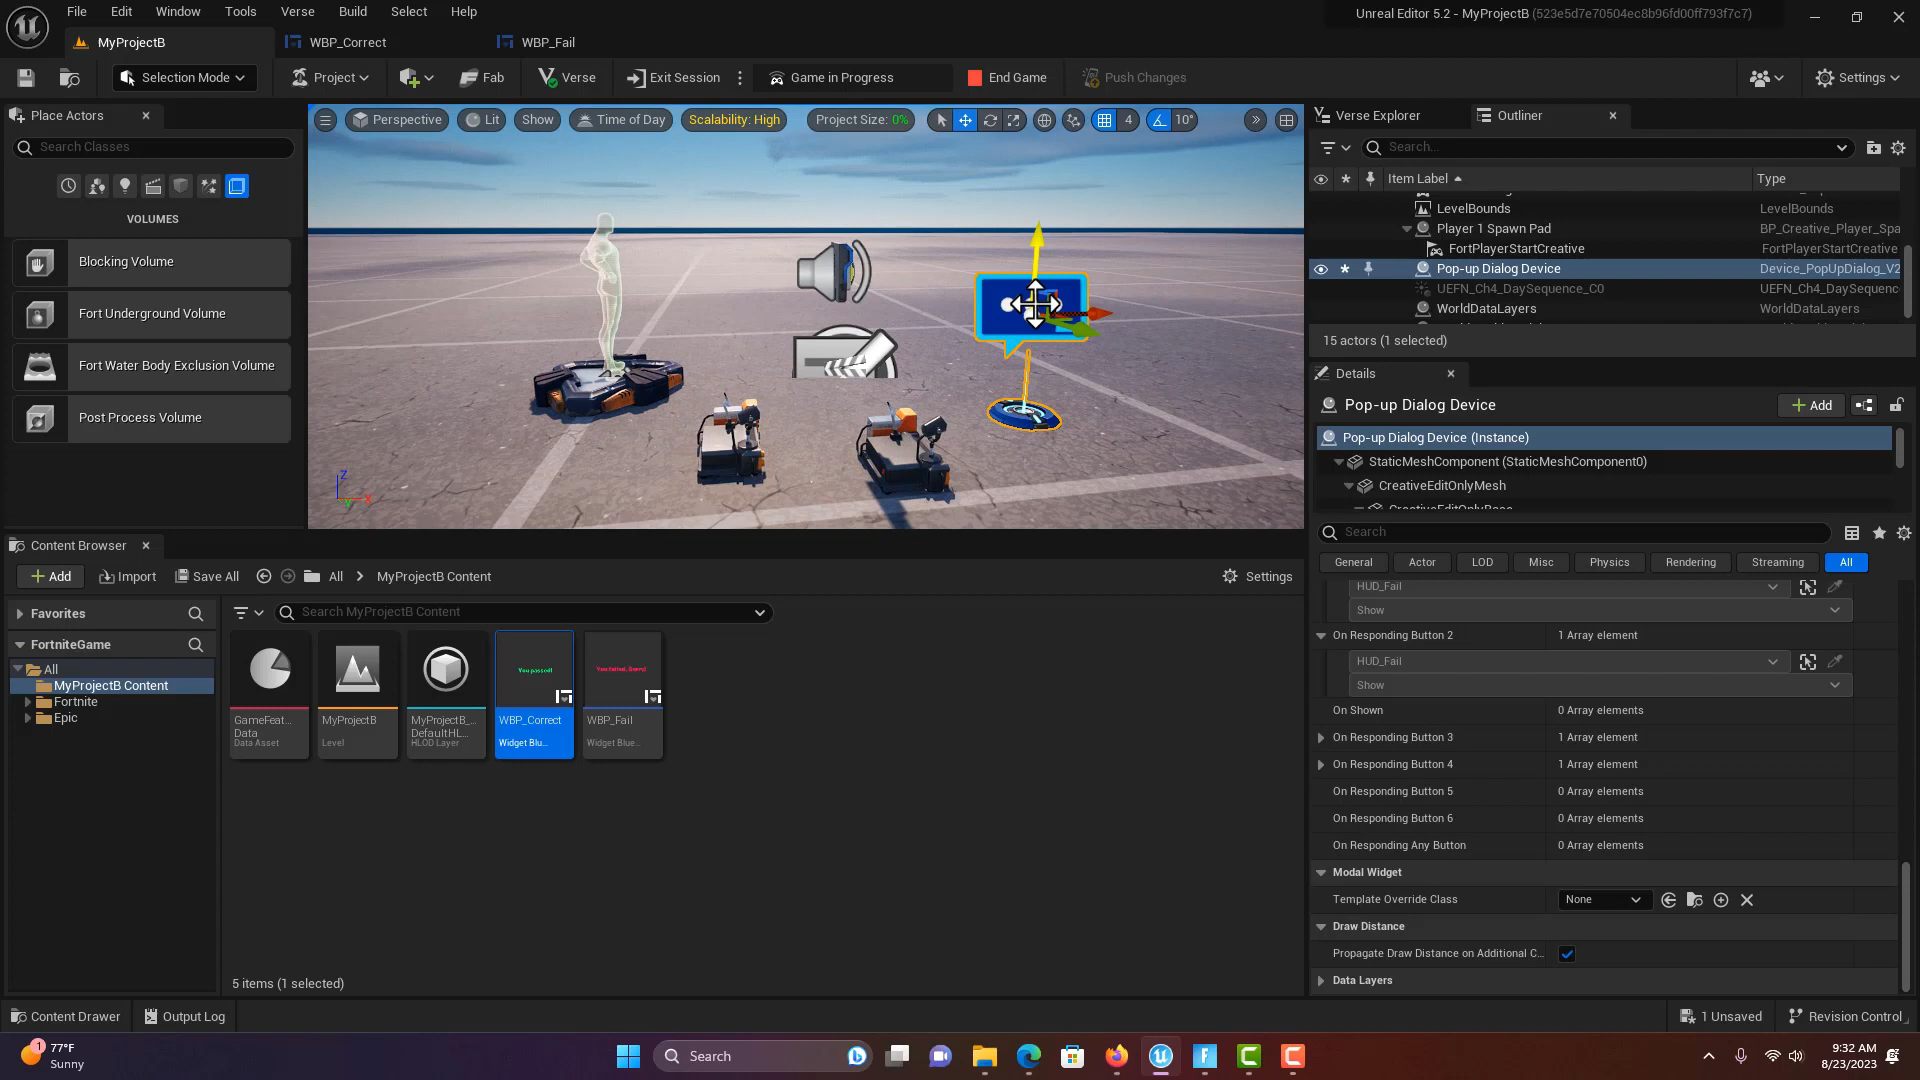 File Edit Window Tools Verse Build Select Help
Unreal Editor 5.2 - MyProjectB (523e5d7e70504ec8b96fd00ff793f7c7)
MyProjectB WBP_Correct WBP_Fail
Selection Mode Project Fab Verse Exit Session Game in Progress End Game Push Changes Settings
Place Actors
Search Classes
VOLUMES
Blocking Volume
Fort Underground Volume
Fort Water Body Exclusion Volume
Post Process Volume
Perspective Lit Show Time of Day Scalability: High Project Size: 0% 4 10°
Z
X
Verse Explorer Outliner
Search...
Item Label Type
LevelBounds LevelBounds
Player 1 Spawn Pad BP_Creative_Player_Spa
FortPlayerStartCreative FortPlayerStartCreative
Pop-up Dialog Device Device_PopUpDialog_V2
UEFN_Ch4_DaySequence_C0 UEFN_Ch4_DaySequence
WorldDataLayers WorldDataLayers
15 actors (1 selected)
Details
Pop-up Dialog Device Add
Pop-up Dialog Device (Instance)
StaticMeshComponent (StaticMeshComponent0)
CreativeEditOnlyMesh
Search
General Actor LOD Misc Physics Rendering Streaming All
HUD_Fail
Show
On Responding Button 2 1 Array element
HUD_Fail
Show
On Shown 0 Array elements
On Responding Button 3 1 Array element
On Responding Button 4 1 Array element
On Responding Button 5 0 Array elements
On Responding Button 6 0 Array elements
On Responding Any Button 0 Array elements
Modal Widget
Template Override Class None
Draw Distance
Propagate Draw Distance on Additional C...
Data Layers
Content Browser
Add Import Save All All MyProjectB Content Settings
Favorites
Search MyProjectB Content
FortniteGame
All
MyProjectB Content
Fortnite
Epic
You passed!
GameFeat...
Data
Data Asset
MyProjectB
Level
MyProjectB_...
DefaultHL...
HLOD Layer
WBP_Correct
Widget Blu...
WBP_Fail
Widget Blue...
5 items (1 selected)
Content Drawer Output Log 1 Unsaved Revision Control
1
77°F
Sunny
Search
9:32 AM
8/23/2023